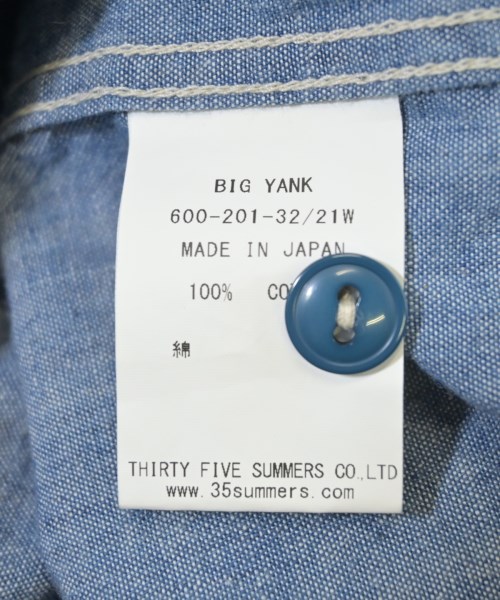 BIG YANK
600-201-32/21W
MADE IN JAPAN
100%
綿
THIRTY FIVE SUMMERS CO.,LTD
www.35summers.com